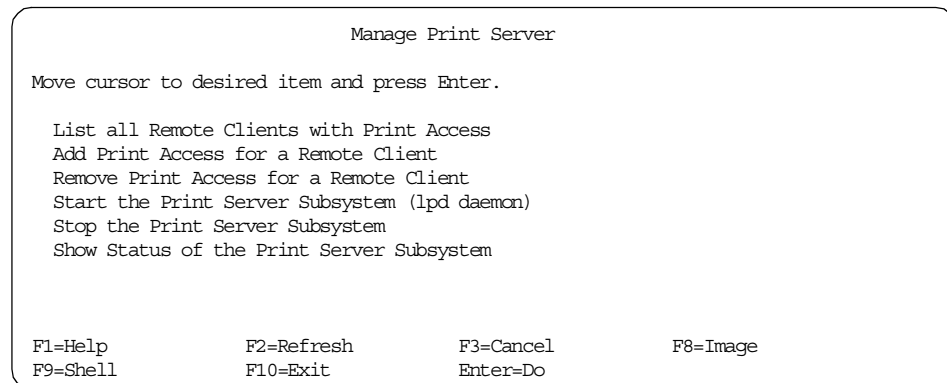 Manage Print Server
Move cursor to desired item and press Enter.
List all Remote Clients with Print Access
Add Print Access for a Remote Client
Remove Print Access for a Remote Client
Start the Print Server Subsystem (lpd daemon)
Stop the Print Server Subsystem
Show Status of the Print Server Subsystem
F1=Help F2=Refresh F3=Cancel F8=Image
F9=Shell F10=Exit Enter=Do